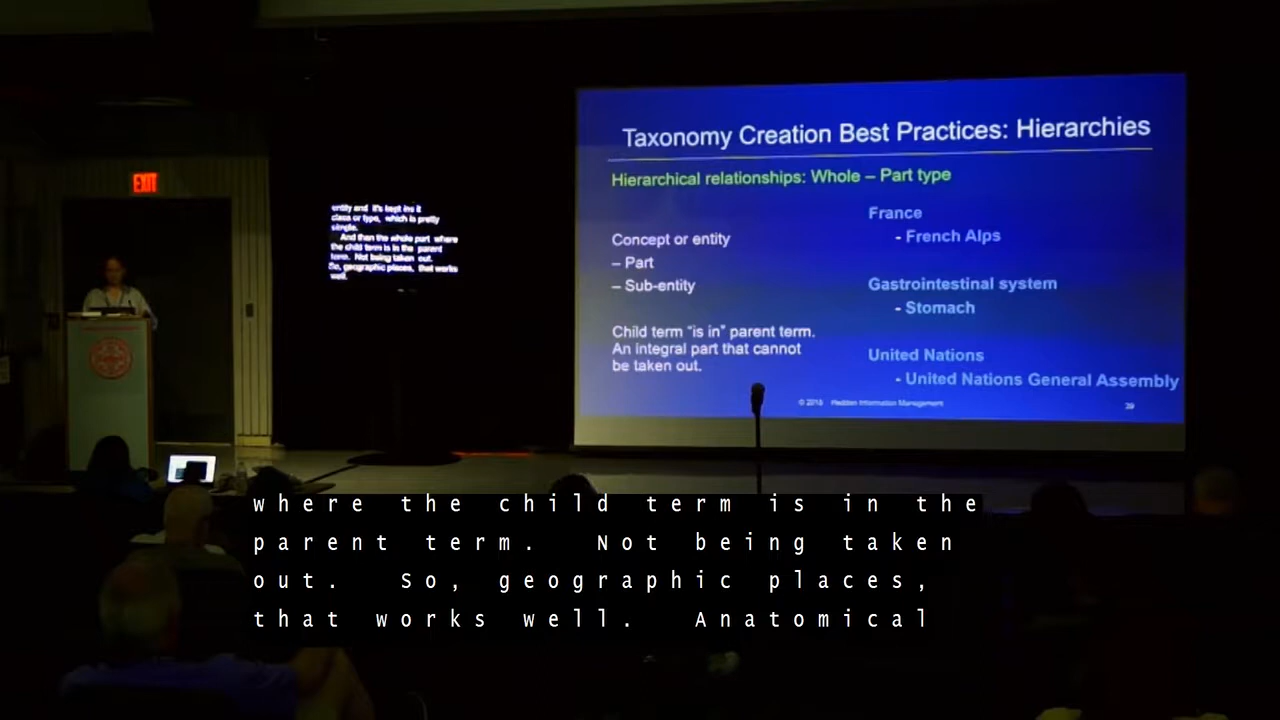 EXIT
entity and it's kept ins it
class or type, which is pretty
simple.
And then the whole part where
the child term is in the parent
term. Not being taken out.
So, geographic places, that works
well.
Taxonomy Creation Best Practices: Hierarchies
Hierarchical relationships: Whole – Part type
Concept or entity
– Part
– Sub-entity
Child term “is in” parent term.
An integral part that cannot
be taken out.
France
- French Alps
Gastrointestinal system
- Stomach
United Nations
- United Nations General Assembly
Information Management
39
where the child term is in the
parent term. Not being taken
out. So, geographic places,
that works well. Anatomical